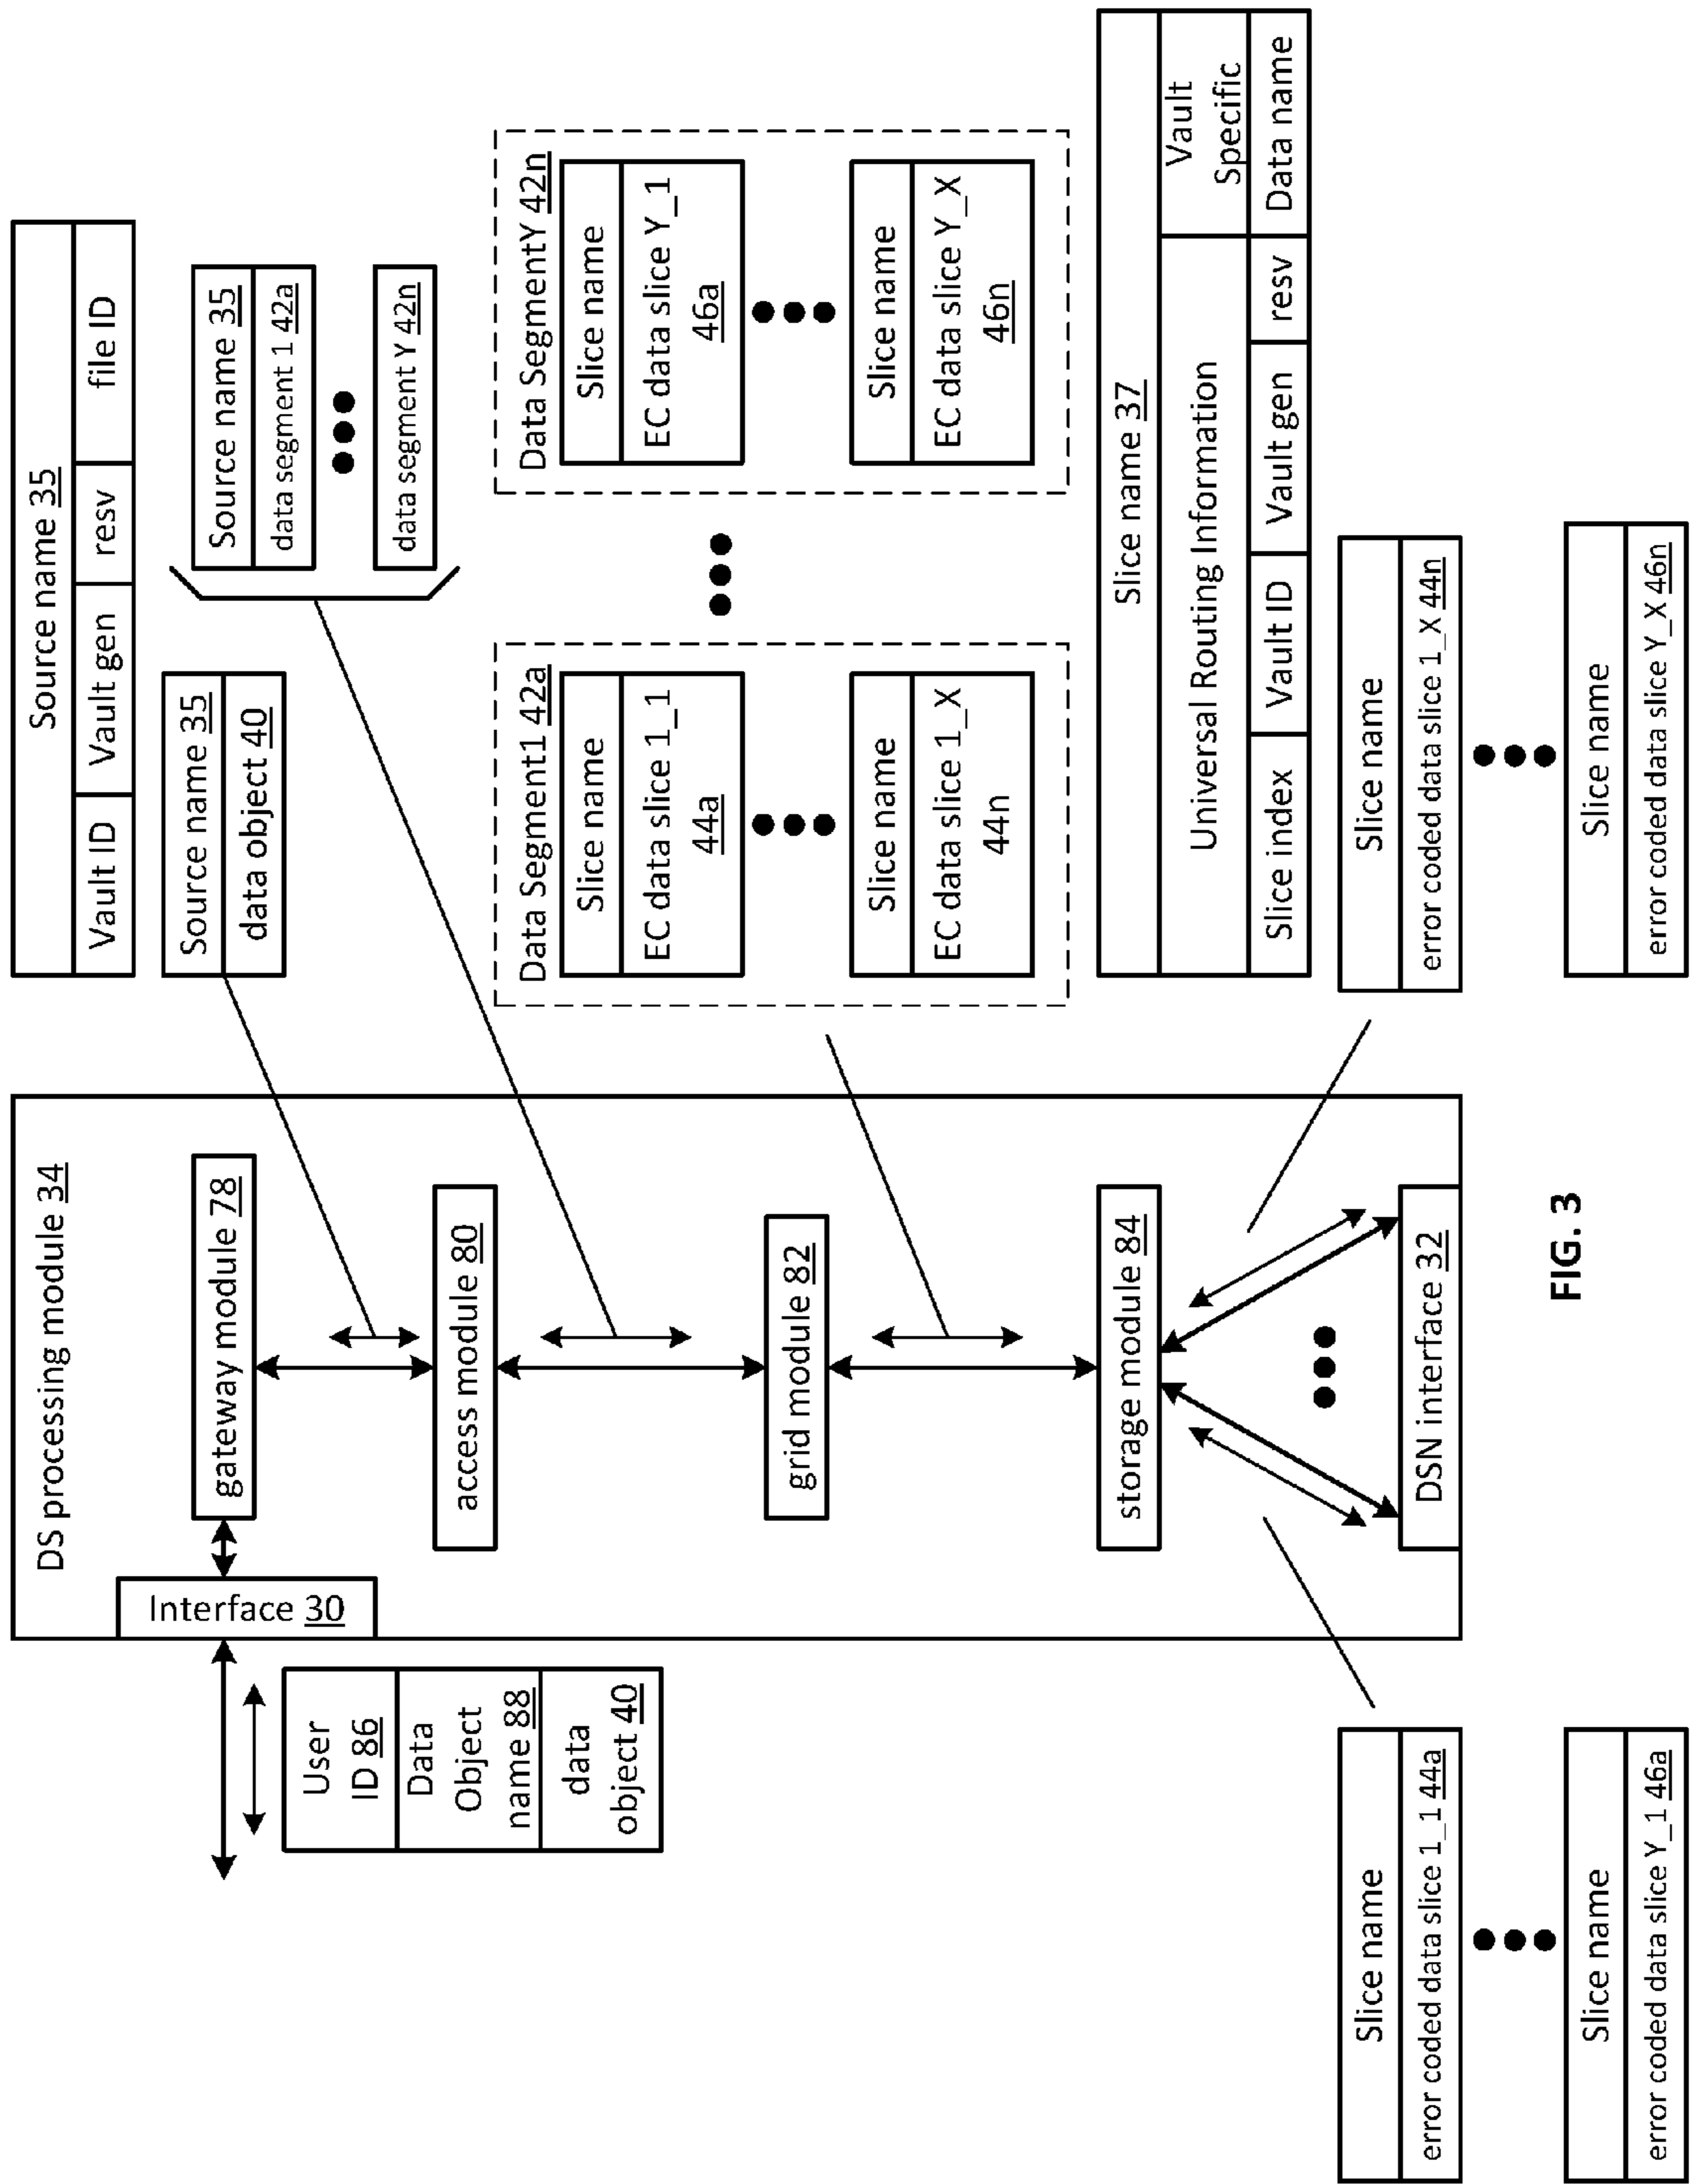 DS processing module 34
Interface 30
gateway module 78
access module 80
grid module 82
storage module 84
DSN interface 32
User
ID 86
Data
Object
name 88
data
object 40
Source name 35
Vault ID
Vault gen
resv
file ID
Source name 35
data object 40
Source name 35
data segment 1 42a
data segment Y 42n
Data Segment1 42a
Slice name
EC data slice 1_1
44a
Slice name
EC data slice 1_X
44n
Data SegmentY 42n
Slice name
EC data slice Y_1
46a
Slice name
EC data slice Y_X
46n
Slice name 37
Universal Routing Information
Vault
Specific
Slice index
Vault ID
Vault gen
resv
Data name
Slice name
error coded data slice 1_1 44a
Slice name
error coded data slice Y_1 46a
Slice name
error coded data slice 1_X 44n
Slice name
error coded data slice Y_X 46n
FIG. 3